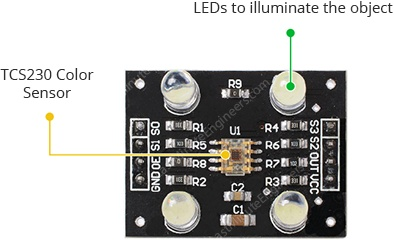 LEDs to illuminate the object
TCS230 Color
Sensor
R9
U1
S0
S1
OE
GND
R1
R5
R8
R2
R4
R6
R7
R3
S3
S2
OUT
VCC
C2
C1